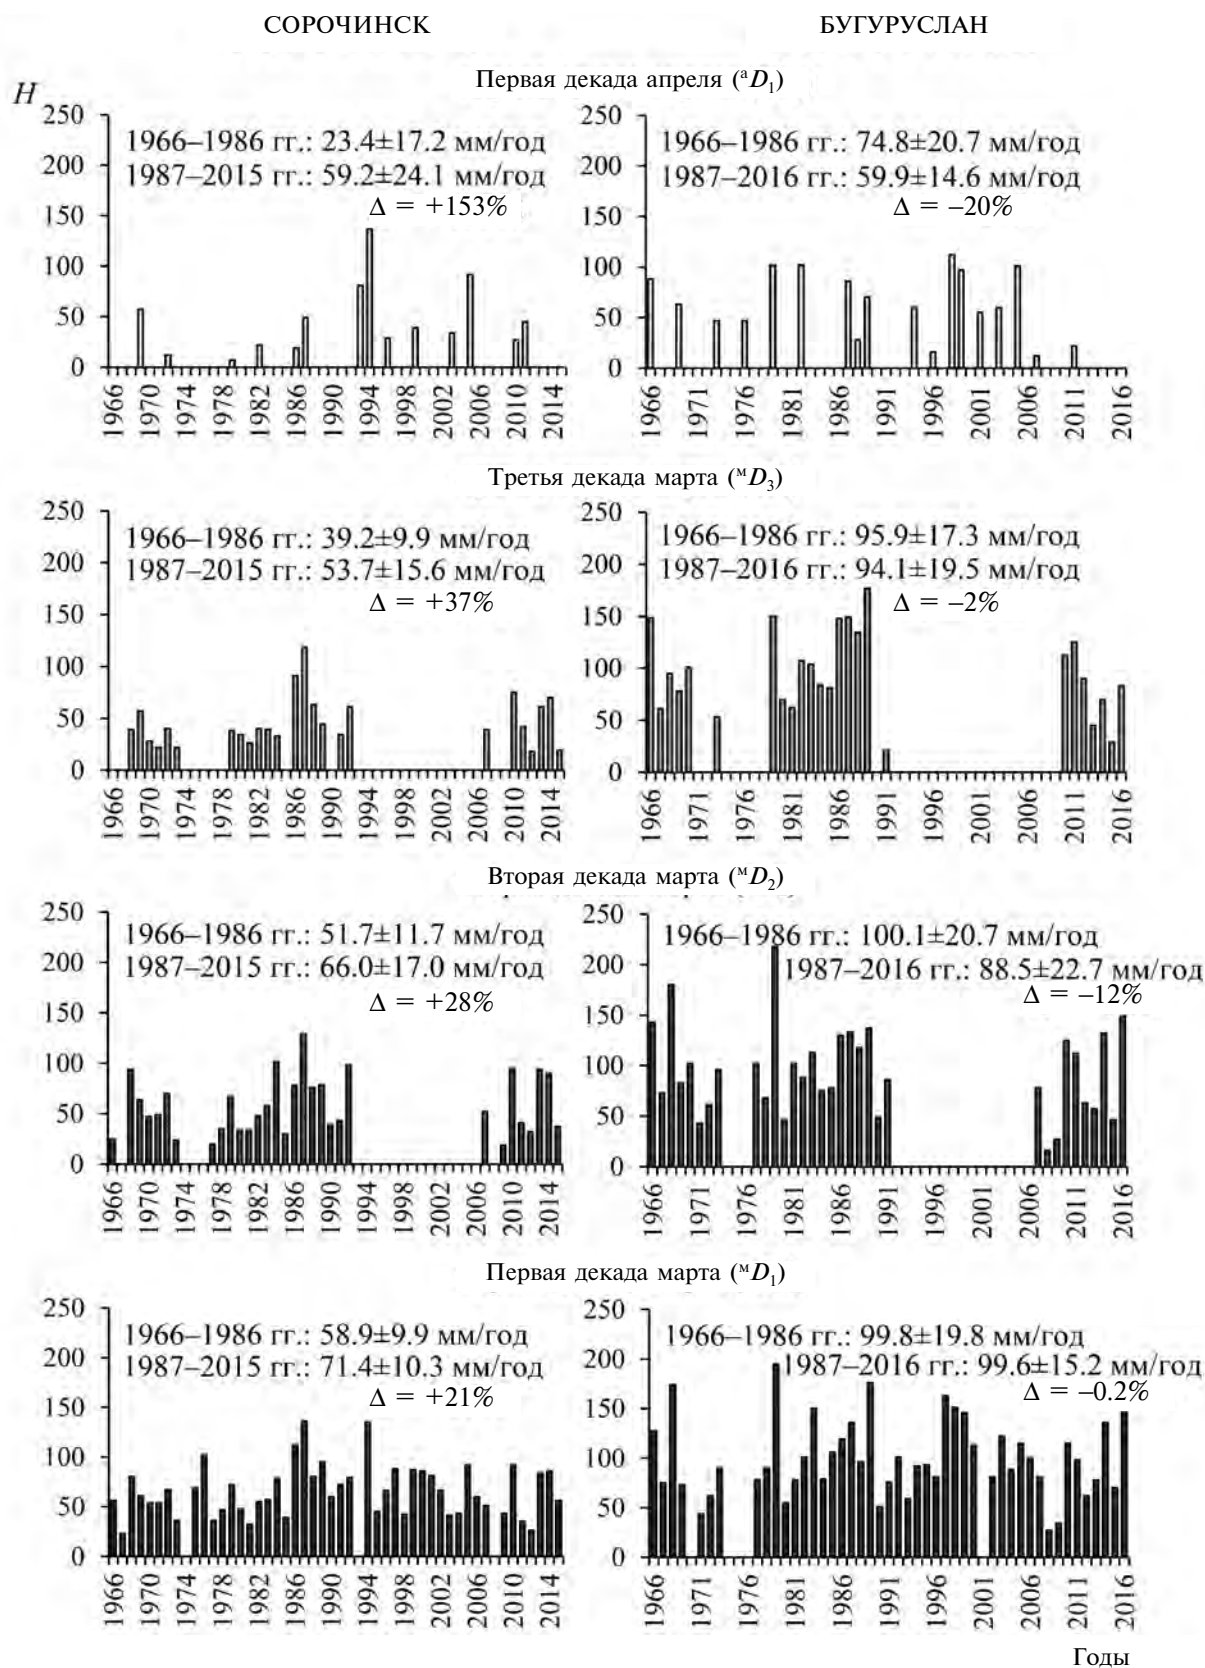 СОРОЧИНСК БУГУРУСЛАН
Первая декада апреля (ᵃD₁)
H
250
200
150
100
50
0
1966–1986 гг.: 23.4±17.2 мм/год
1987–2015 гг.: 59.2±24.1 мм/год
Δ = +153%
1966 1970 1974 1978 1982 1986 1990 1994 1998 2002 2006 2010 2014
250
200
150
100
50
0
1966–1986 гг.: 74.8±20.7 мм/год
1987–2016 гг.: 59.9±14.6 мм/год
Δ = –20%
1966 1971 1976 1981 1986 1991 1996 2001 2006 2011 2016
Третья декада марта (ᴹD₃)
250
200
150
100
50
0
1966–1986 гг.: 39.2±9.9 мм/год
1987–2015 гг.: 53.7±15.6 мм/год
Δ = +37%
1966 1970 1974 1978 1982 1986 1990 1994 1998 2002 2006 2010 2014
250
200
150
100
50
0
1966–1986 гг.: 95.9±17.3 мм/год
1987–2016 гг.: 94.1±19.5 мм/год
Δ = –2%
1966 1971 1976 1981 1986 1991 1996 2001 2006 2011 2016
Вторая декада марта (ᴹD₂)
250
200
150
100
50
0
1966–1986 гг.: 51.7±11.7 мм/год
1987–2015 гг.: 66.0±17.0 мм/год
Δ = +28%
1966 1970 1974 1978 1982 1986 1990 1994 1998 2002 2006 2010 2014
250
200
150
100
50
0
1966–1986 гг.: 100.1±20.7 мм/год
1987–2016 гг.: 88.5±22.7 мм/год
Δ = –12%
1966 1971 1976 1981 1986 1991 1996 2001 2006 2011 2016
Первая декада марта (ᴹD₁)
250
200
150
100
50
0
1966–1986 гг.: 58.9±9.9 мм/год
1987–2015 гг.: 71.4±10.3 мм/год
Δ = +21%
1966 1970 1974 1978 1982 1986 1990 1994 1998 2002 2006 2010 2014
250
200
150
100
50
0
1966–1986 гг.: 99.8±19.8 мм/год
1987–2016 гг.: 99.6±15.2 мм/год
Δ = –0.2%
1966 1971 1976 1981 1986 1991 1996 2001 2006 2011 2016
Годы